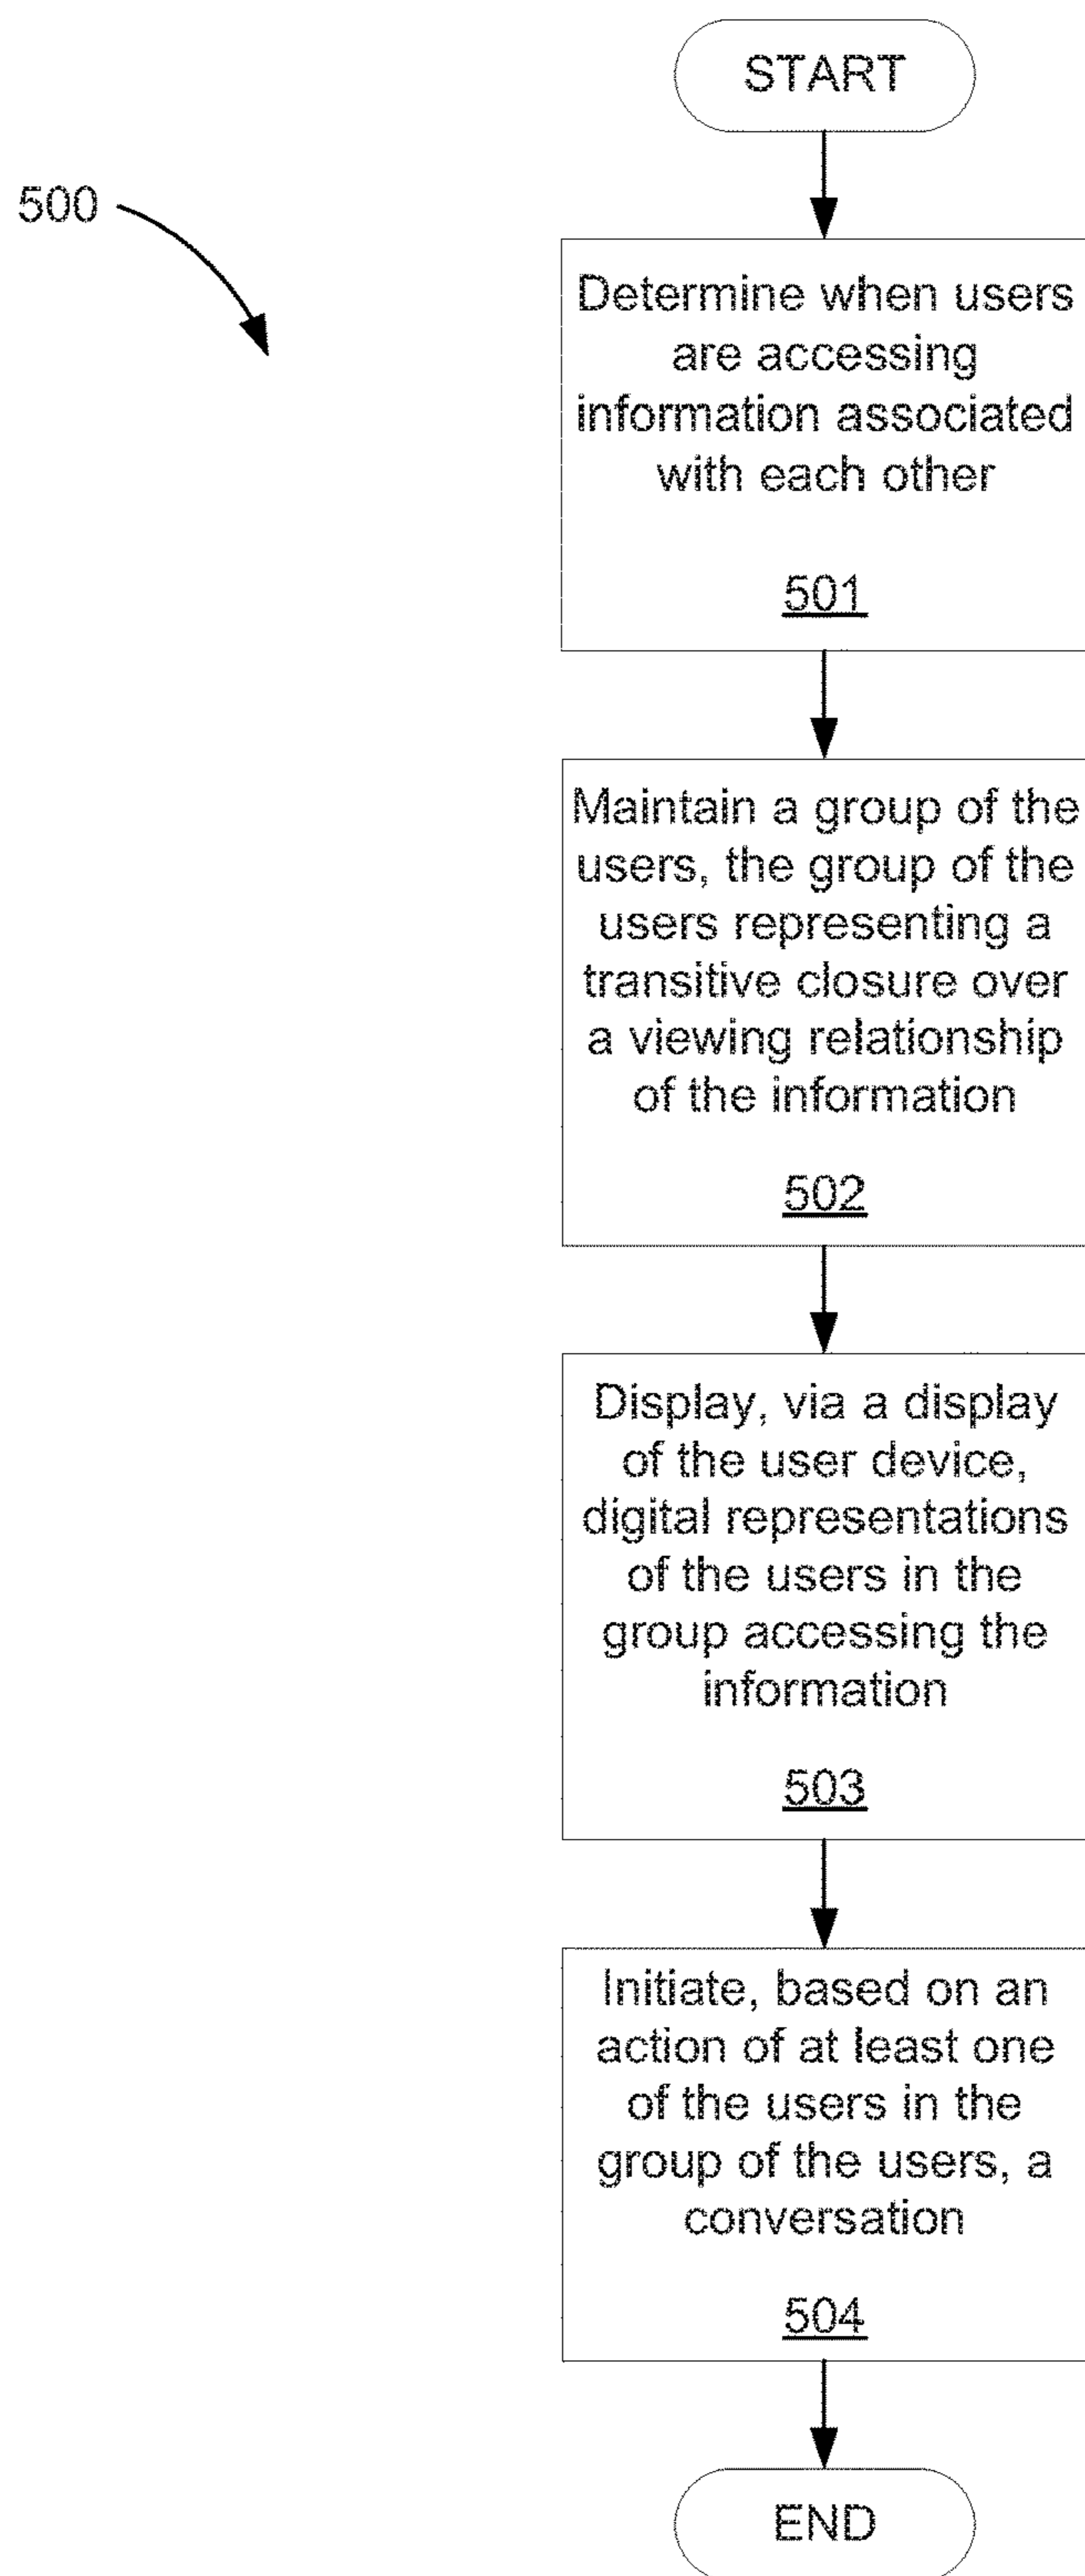 START
500
Determine when users
are accessing
information associated
with each other
501
Maintain a group of the
users, the group of the
users representing a
transitive closure over
a viewing relationship
of the information
502
Display, via a display
of the user device,
digital representations
of the users in the
group accessing the
information
503
Initiate, based on an
action of at least one
of the users in the
group of the users, a
conversation
504
END